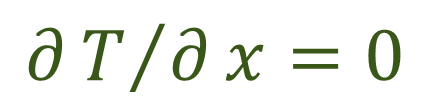 ∂ T/∂ x = 0